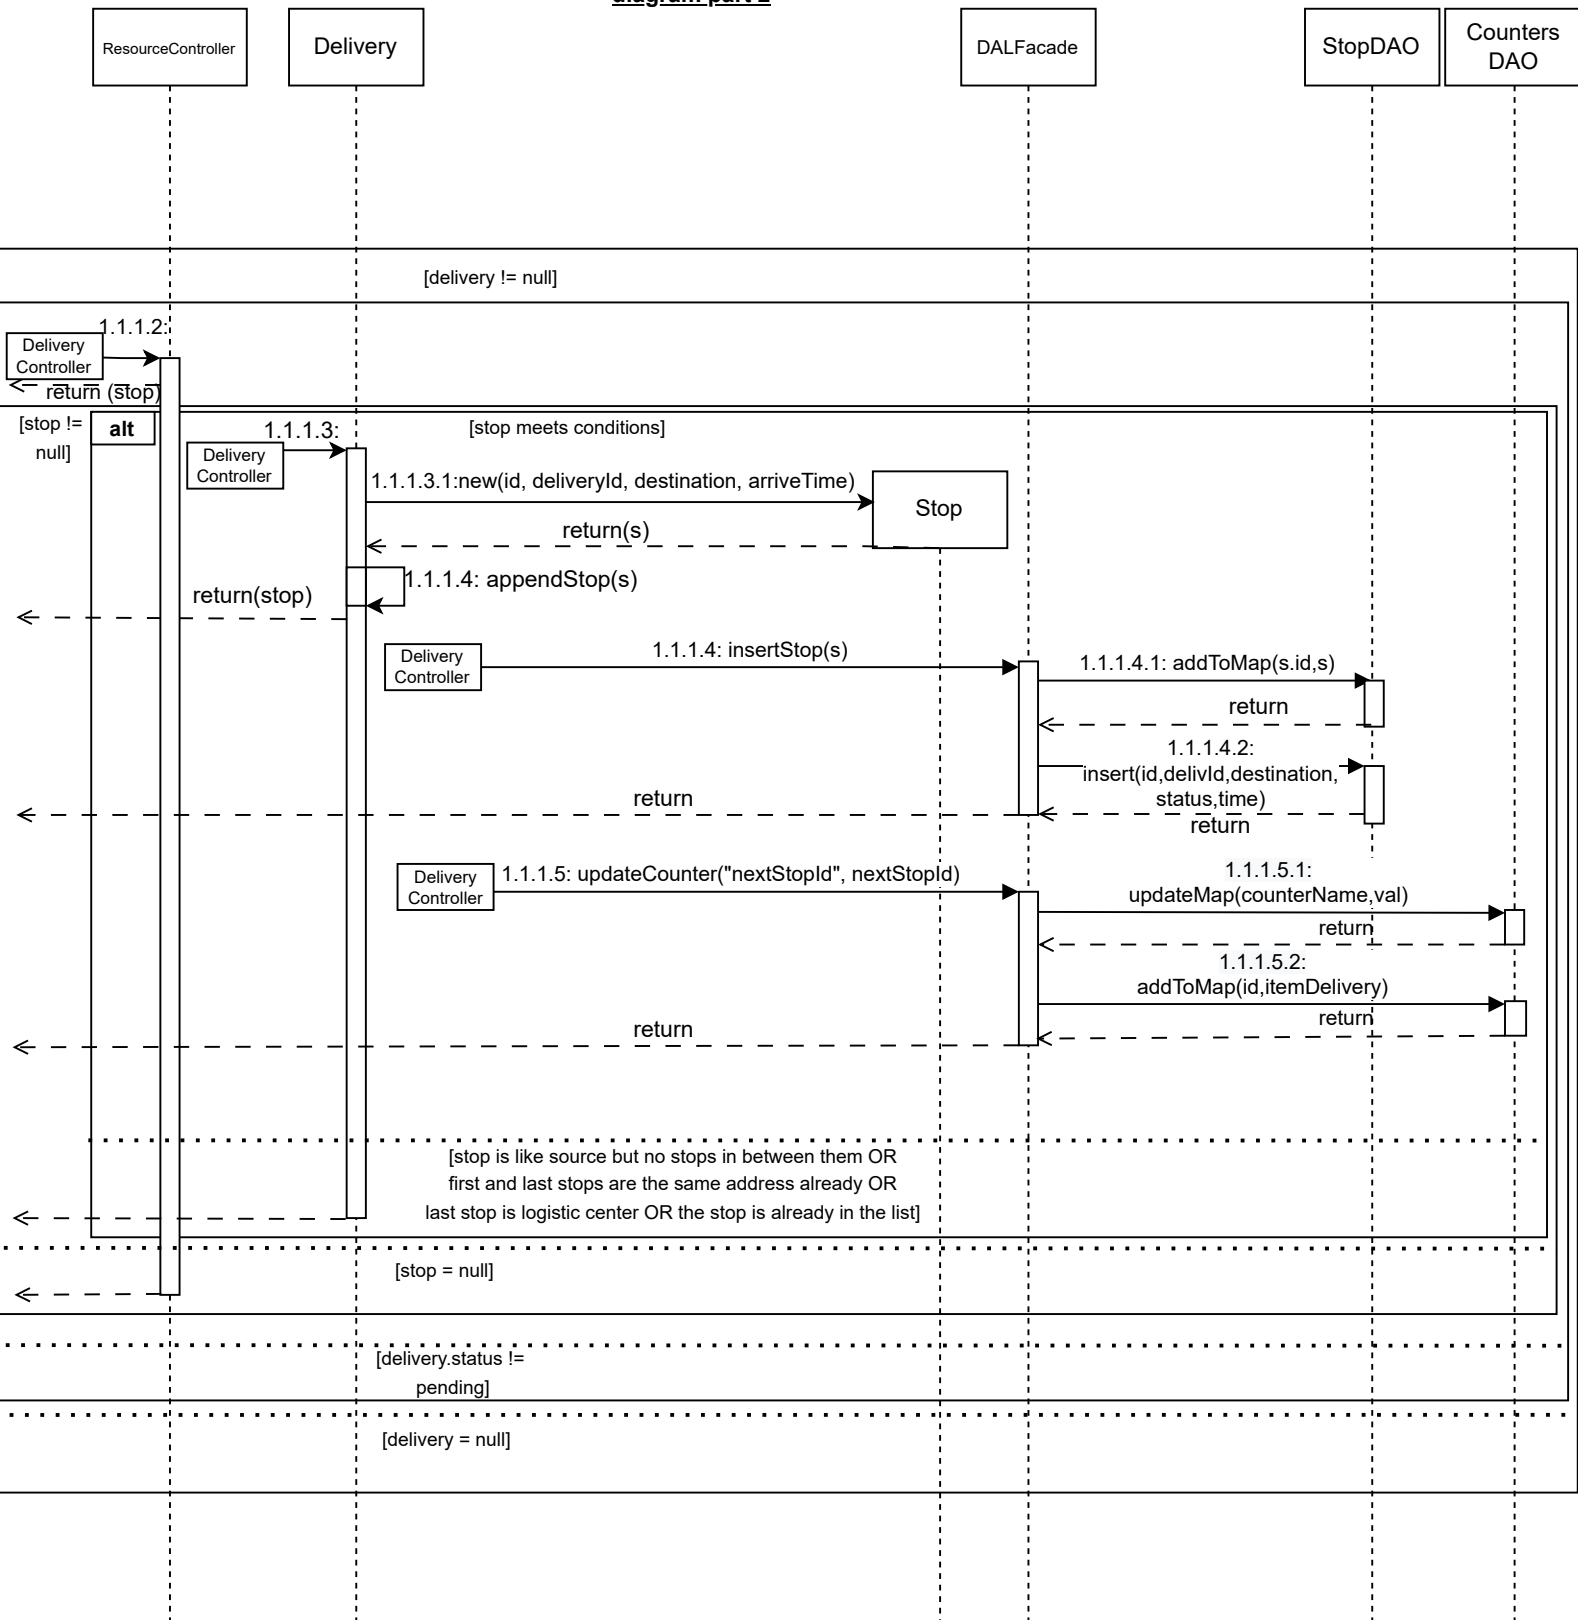 diagram part 2
ResourceController
Delivery
DALFacade
StopDAO
Counters
DAO
[delivery != null]
1.1.1.2:
Delivery
Controller
return (stop)
[stop !=
null]
alt
1.1.1.3:
[stop meets conditions]
Delivery
Controller
1.1.1.3.1:new(id, deliveryId, destination, arriveTime)
Stop
return(s)
1.1.1.4: appendStop(s)
return(stop)
Delivery
Controller
1.1.1.4: insertStop(s)
1.1.1.4.1: addToMap(s.id,s)
return
1.1.1.4.2:
insert(id,delivId,destination,
status,time)
return
return
Delivery
Controller
1.1.1.5: updateCounter("nextStopId", nextStopId)
1.1.1.5.1:
updateMap(counterName,val)
return
1.1.1.5.2:
addToMap(id,itemDelivery)
return
return
[stop is like source but no stops in between them OR
first and last stops are the same address already OR
last stop is logistic center OR the stop is already in the list]
[stop = null]
[delivery.status !=
pending]
[delivery = null]